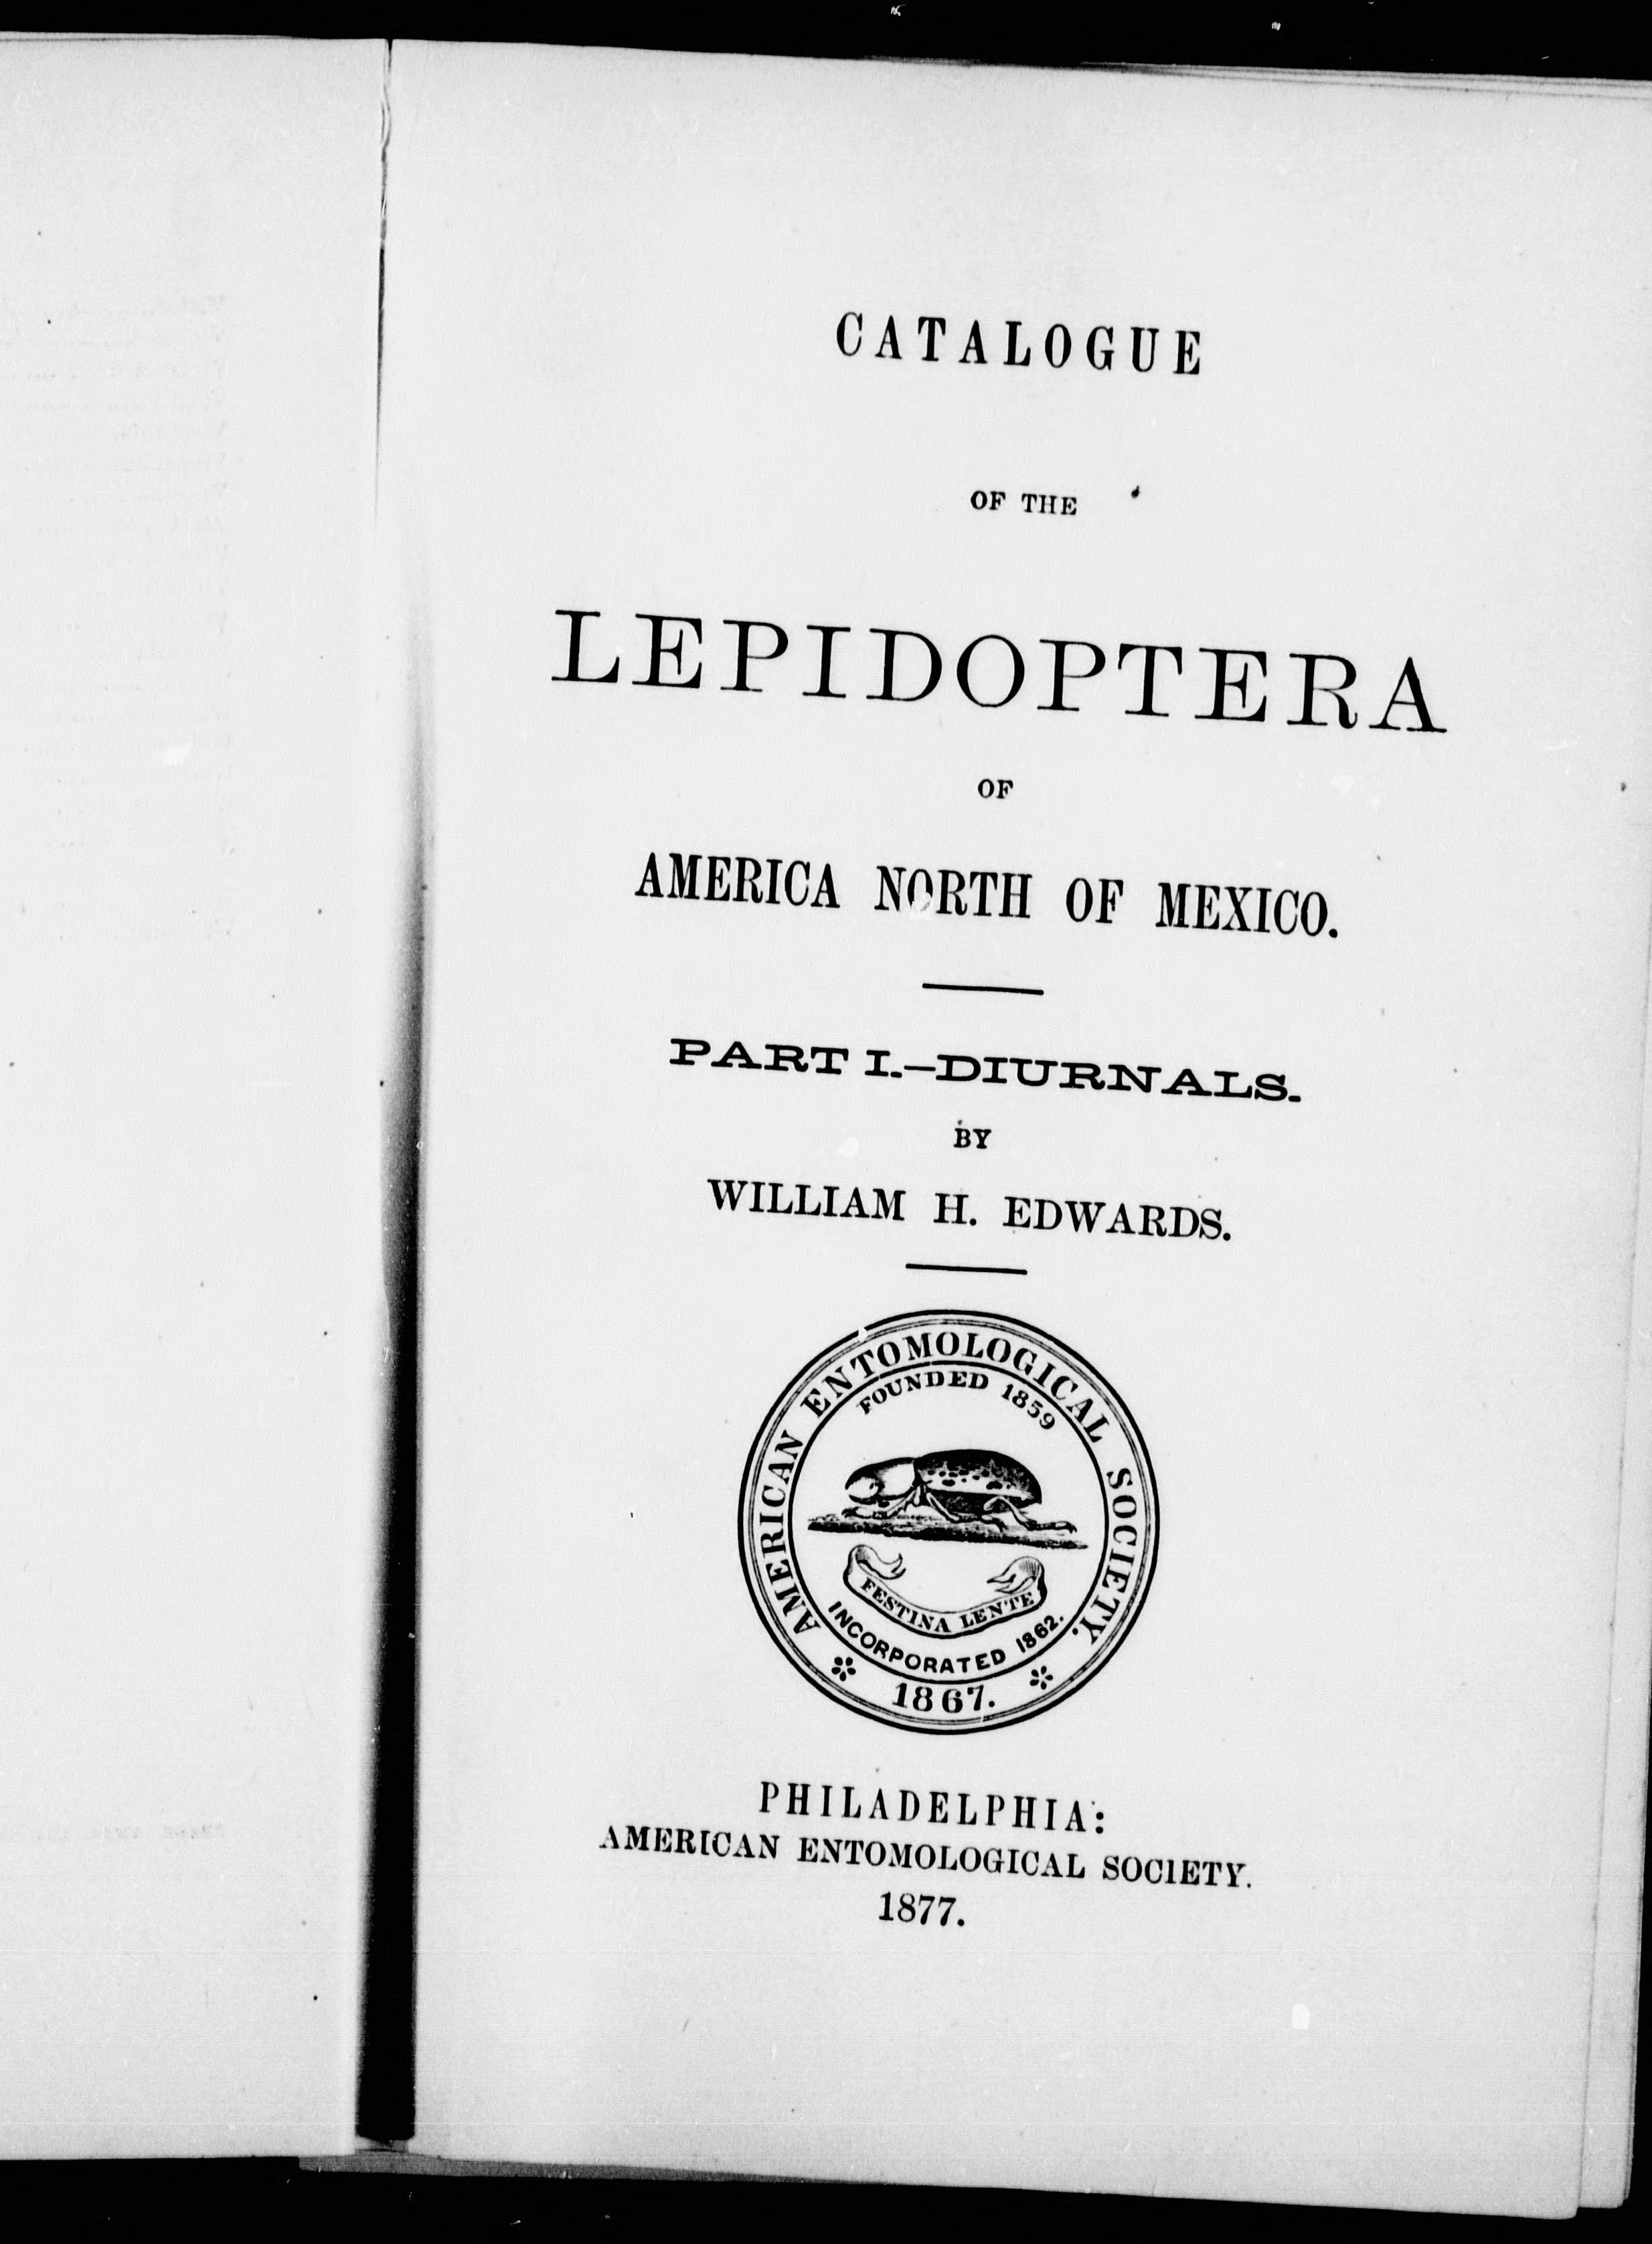 CATALOGUE
OF THE
LEPIDOPTERA
OF
AMERICA NORTH OF MEXICO.
PART I.—DIURNALS.
BY
WILLIAM H. EDWARDS.
AMERICAN ENTOMOLOGICAL SOCIETY.
FOUNDED 1859
FESTINA LENTE
INCORPORATED 1862.
1867.
PHILADELPHIA:
AMERICAN ENTOMOLOGICAL SOCIETY.
1877.